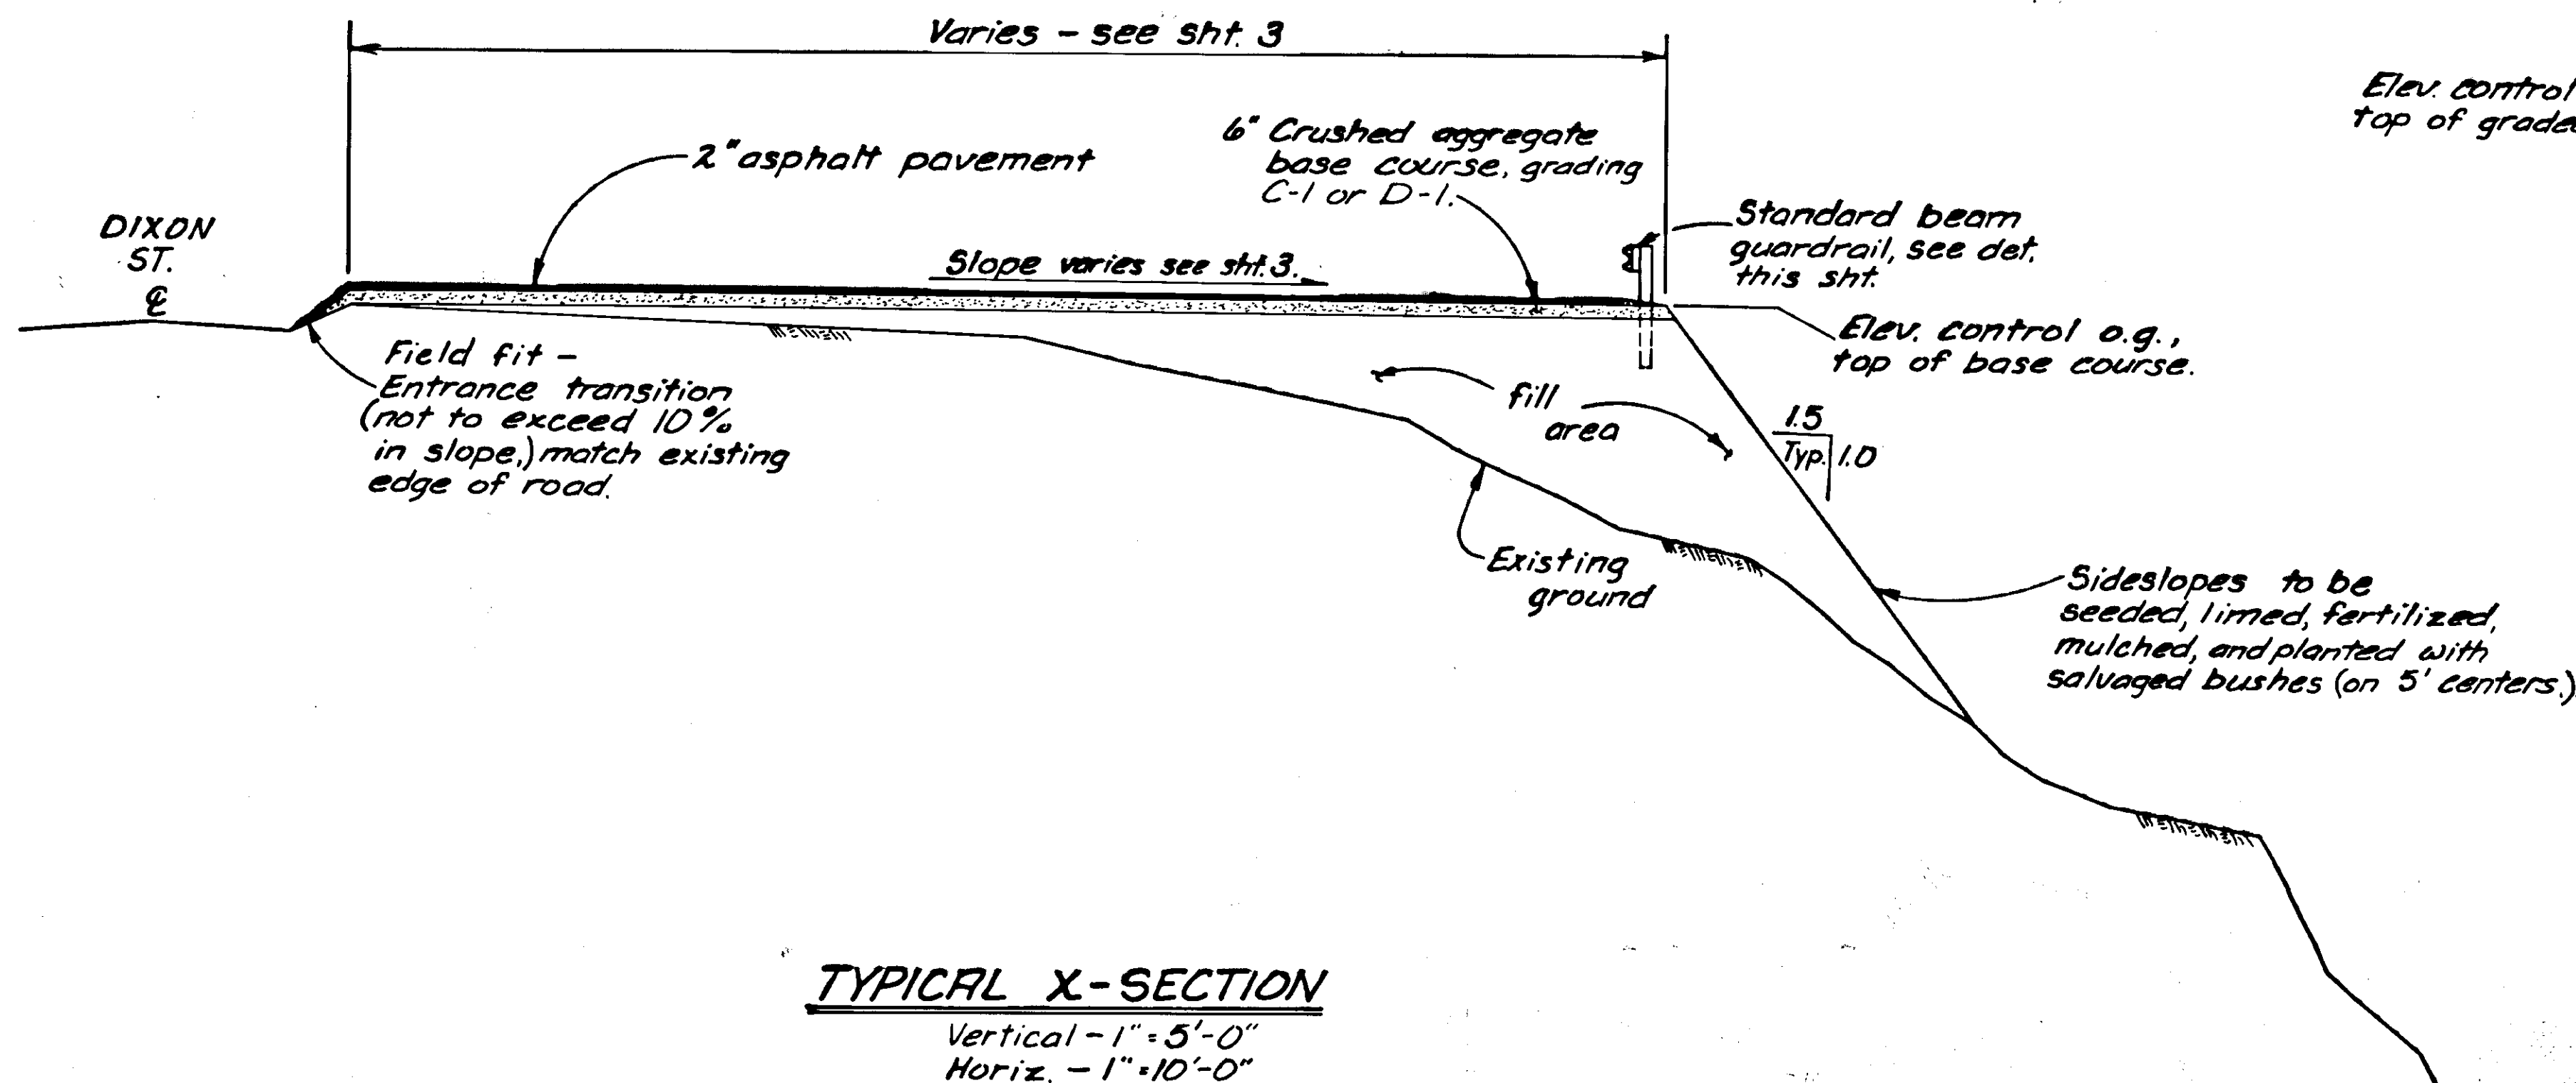 Varies - see sht. 3
Elev. control
top of grade
2" asphalt pavement
6" Crushed aggregate
base course, grading
C-1 or D-1.
DIXON
ST.
℄
Slope varies see sht. 3.
Standard beam
guardrail, see det.
this sht.
Elev. control o.g.,
top of base course.
Field fit -
Entrance transition
(not to exceed 10%
in slope,) match existing
edge of road.
fill
area
1.5
Typ. 1.0
Existing
ground
Sideslopes to be
seeded, limed, fertilized,
mulched, and planted with
salvaged bushes (on 5' centers.)
TYPICAL X-SECTION
Vertical - 1" = 5'-0"
Horiz. - 1" = 10'-0"